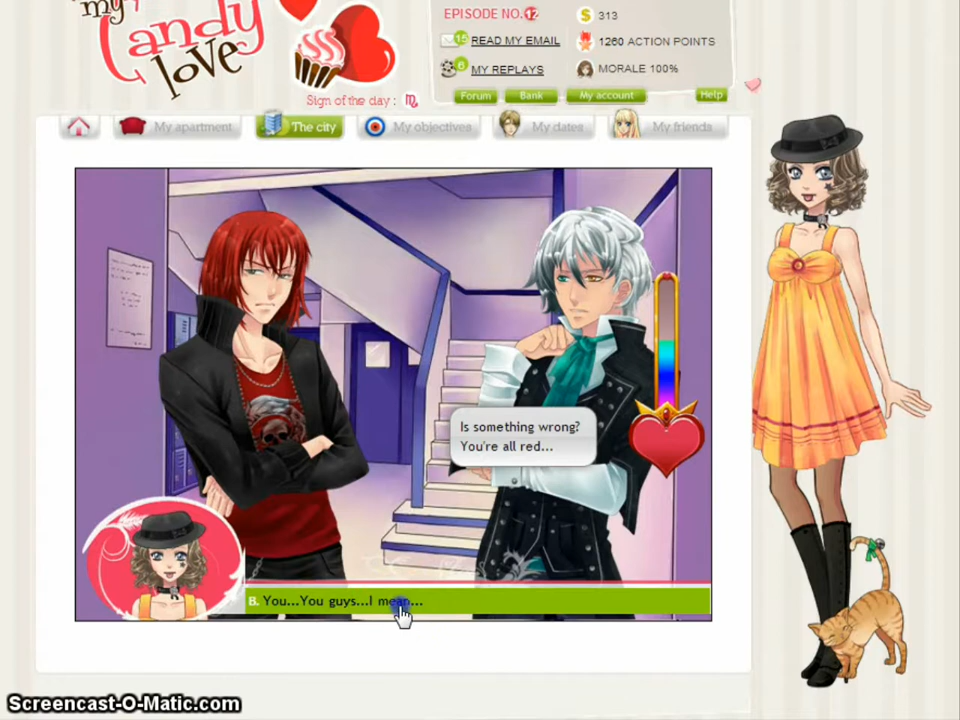 my
Candy
love
EPISODE NO.12
313
15 READ MY EMAIL
1260 ACTION POINTS
6 MY REPLAYS
MORALE 100%
Sign of the day : ♏
Forum
Bank
My account
Help
My apartment
The city
My objectives
My dates
My friends
Is something wrong?
You're all red...
B. You...You guys...I mean...
Screencast-O-Matic.com